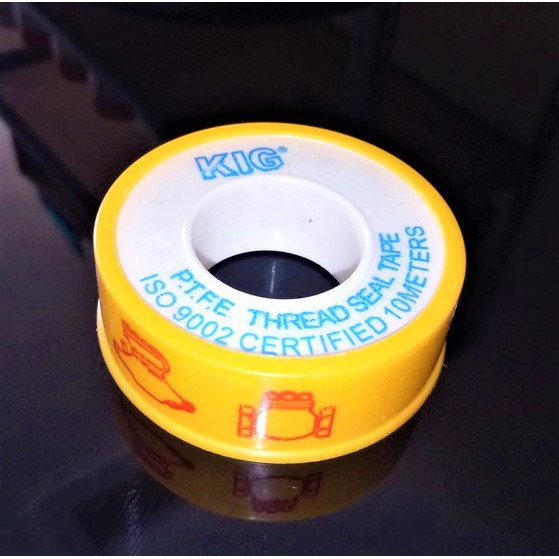 KIG®
P.T.F.E. THREAD SEAL TAPE
ISO 9002 CERTIFIED 10METERS